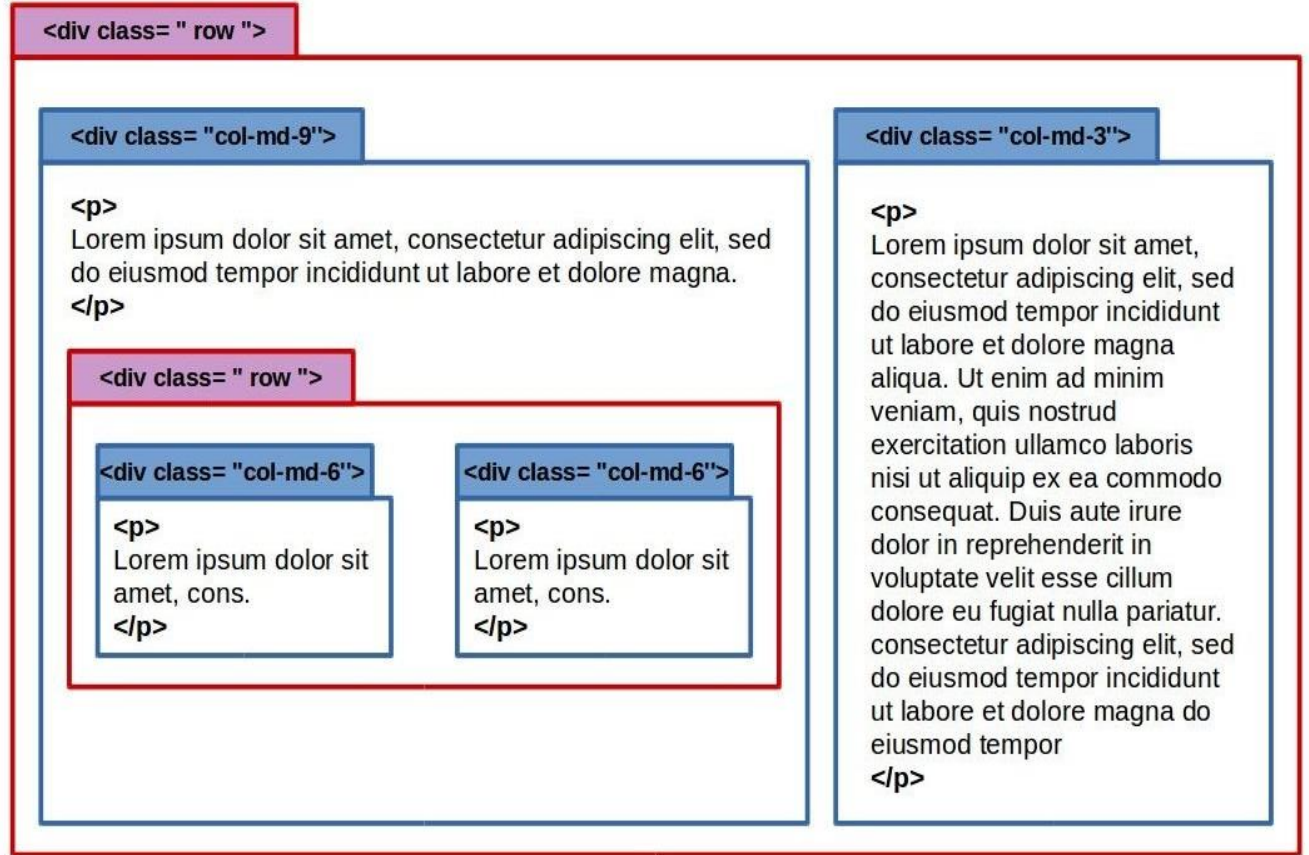 <div class= " row ">
<div class= "col-md-9">
<p>
Lorem ipsum dolor sit amet, consectetur adipiscing elit, sed
do eiusmod tempor incididunt ut labore et dolore magna.
</p>
<div class= " row ">
<div class= "col-md-6">
<p>
Lorem ipsum dolor sit
amet, cons.
</p>
<div class= "col-md-6">
<p>
Lorem ipsum dolor sit
amet, cons.
</p>
<div class= "col-md-3">
<p>
Lorem ipsum dolor sit amet,
consectetur adipiscing elit, sed
do eiusmod tempor incididunt
ut labore et dolore magna
aliqua. Ut enim ad minim
veniam, quis nostrud
exercitation ullamco laboris
nisi ut aliquip ex ea commodo
consequat. Duis aute irure
dolor in reprehenderit in
voluptate velit esse cillum
dolore eu fugiat nulla pariatur.
consectetur adipiscing elit, sed
do eiusmod tempor incididunt
ut labore et dolore magna do
eiusmod tempor
</p>